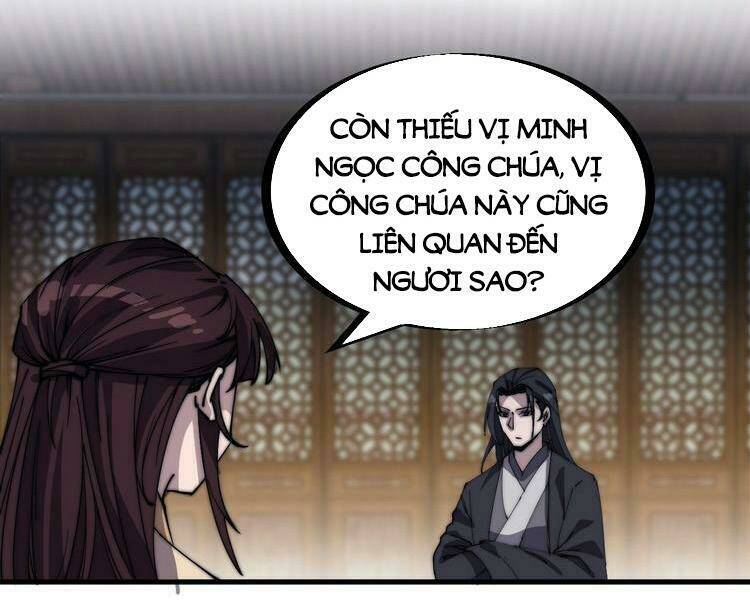 CÒN THIẾU VỊ MINH
NGỌC CÔNG CHÚA, VỊ
CÔNG CHÚA NÀY CŨNG
LIÊN QUAN ĐẾN
NGƯƠI SAO?